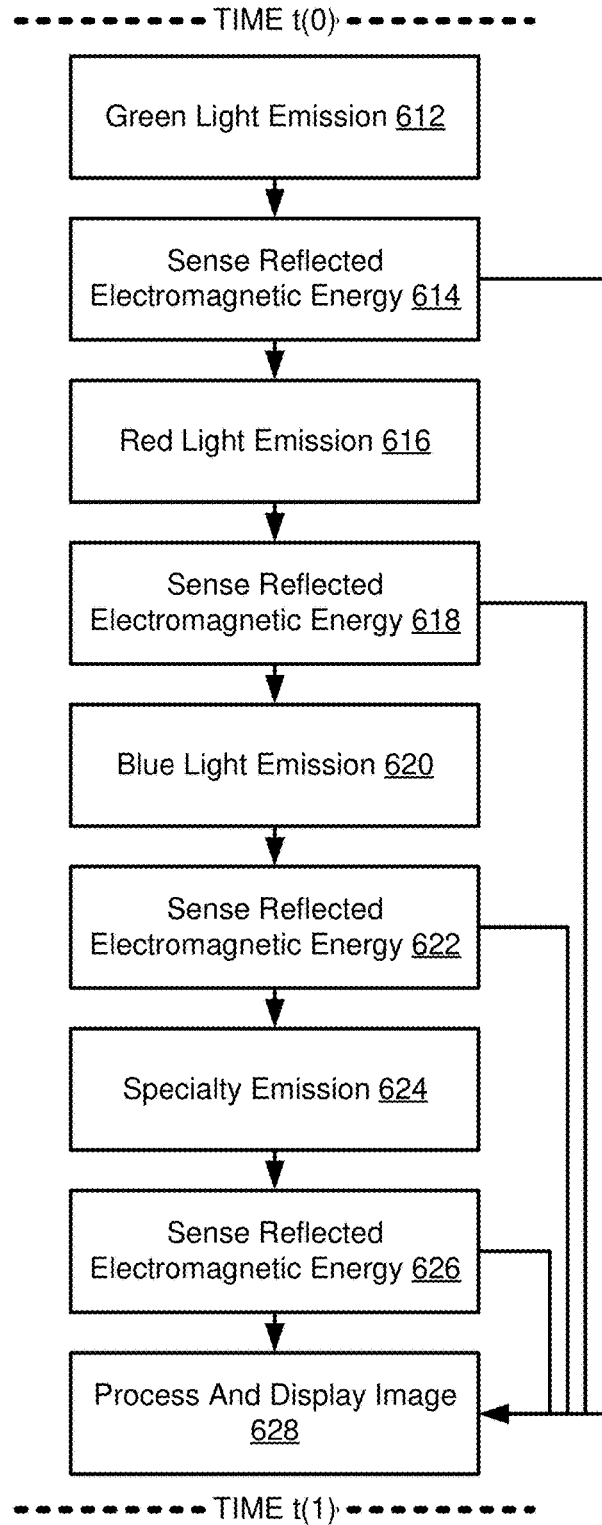 TIME t(0)
Green Light Emission 612
Sense Reflected
Electromagnetic Energy 614
Red Light Emission 616
Sense Reflected
Electromagnetic Energy 618
Blue Light Emission 620
Sense Reflected
Electromagnetic Energy 622
Specialty Emission 624
Sense Reflected
Electromagnetic Energy 626
Process And Display Image
628
TIME t(1)